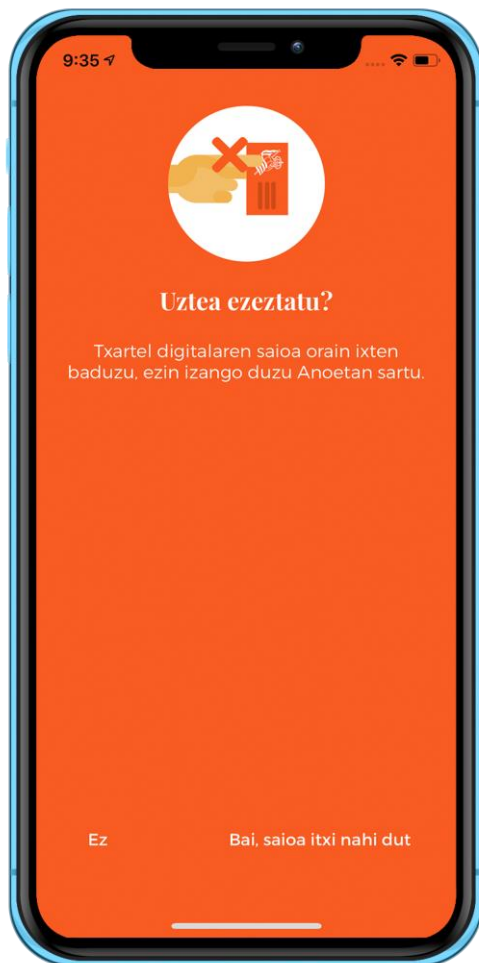 9:35
Uztea ezeztatu?
Txartel digitalaren saioa orain ixten
baduzu, ezin izango duzu Anoetan sartu.
Ez
Bai, saioa itxi nahi dut